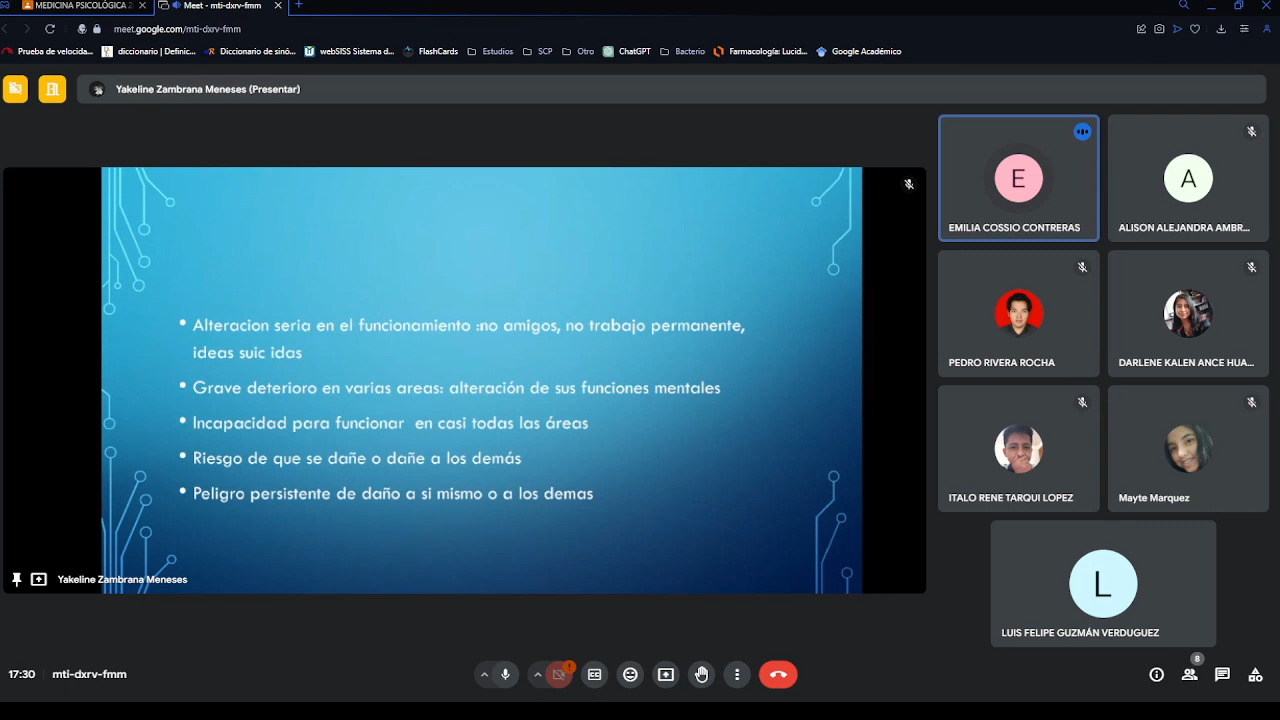 MEDICINA PSICOLÓGICA 2
Meet - mti-dxrv-fmm
meet.google.com/mti-dxrv-fmm
Prueba de velocida...
diccionario | Definic...
Diccionario de sinó...
webSISS Sistema d...
FlashCards
Estudios
SCP
Otro
ChatGPT
Bacterio
Farmacología: Lucid...
Google Académico
Yakeline Zambrana Meneses (Presentar)
• Alteracion seria en el funcionamiento :no amigos, no trabajo permanente,
ideas suic idas
• Grave deterioro en varias areas: alteración de sus funciones mentales
• Incapacidad para funcionar en casi todas las áreas
• Riesgo de que se dañe o dañe a los demás
• Peligro persistente de daño a si mismo o a los demas
Yakeline Zambrana Meneses
E
EMILIA COSSIO CONTRERAS
A
ALISON ALEJANDRA AMBR...
PEDRO RIVERA ROCHA
DARLENE KALEN ANCE HUA...
ITALO RENE TARQUI LOPEZ
Mayte Marquez
L
LUIS FELIPE GUZMÁN VERDUGUEZ
17:30
mti-dxrv-fmm
8